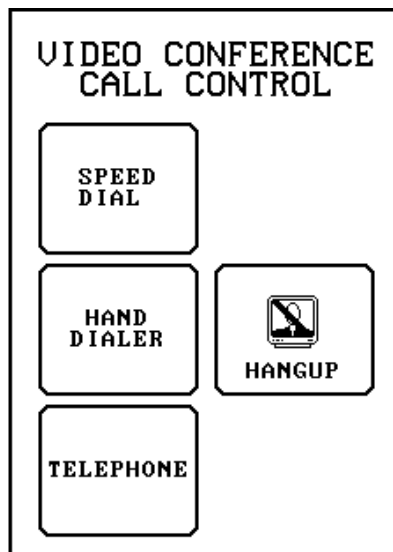 VIDEO CONFERENCE
CALL CONTROL
SPEED
DIAL
HAND
DIALER
HANGUP
TELEPHONE